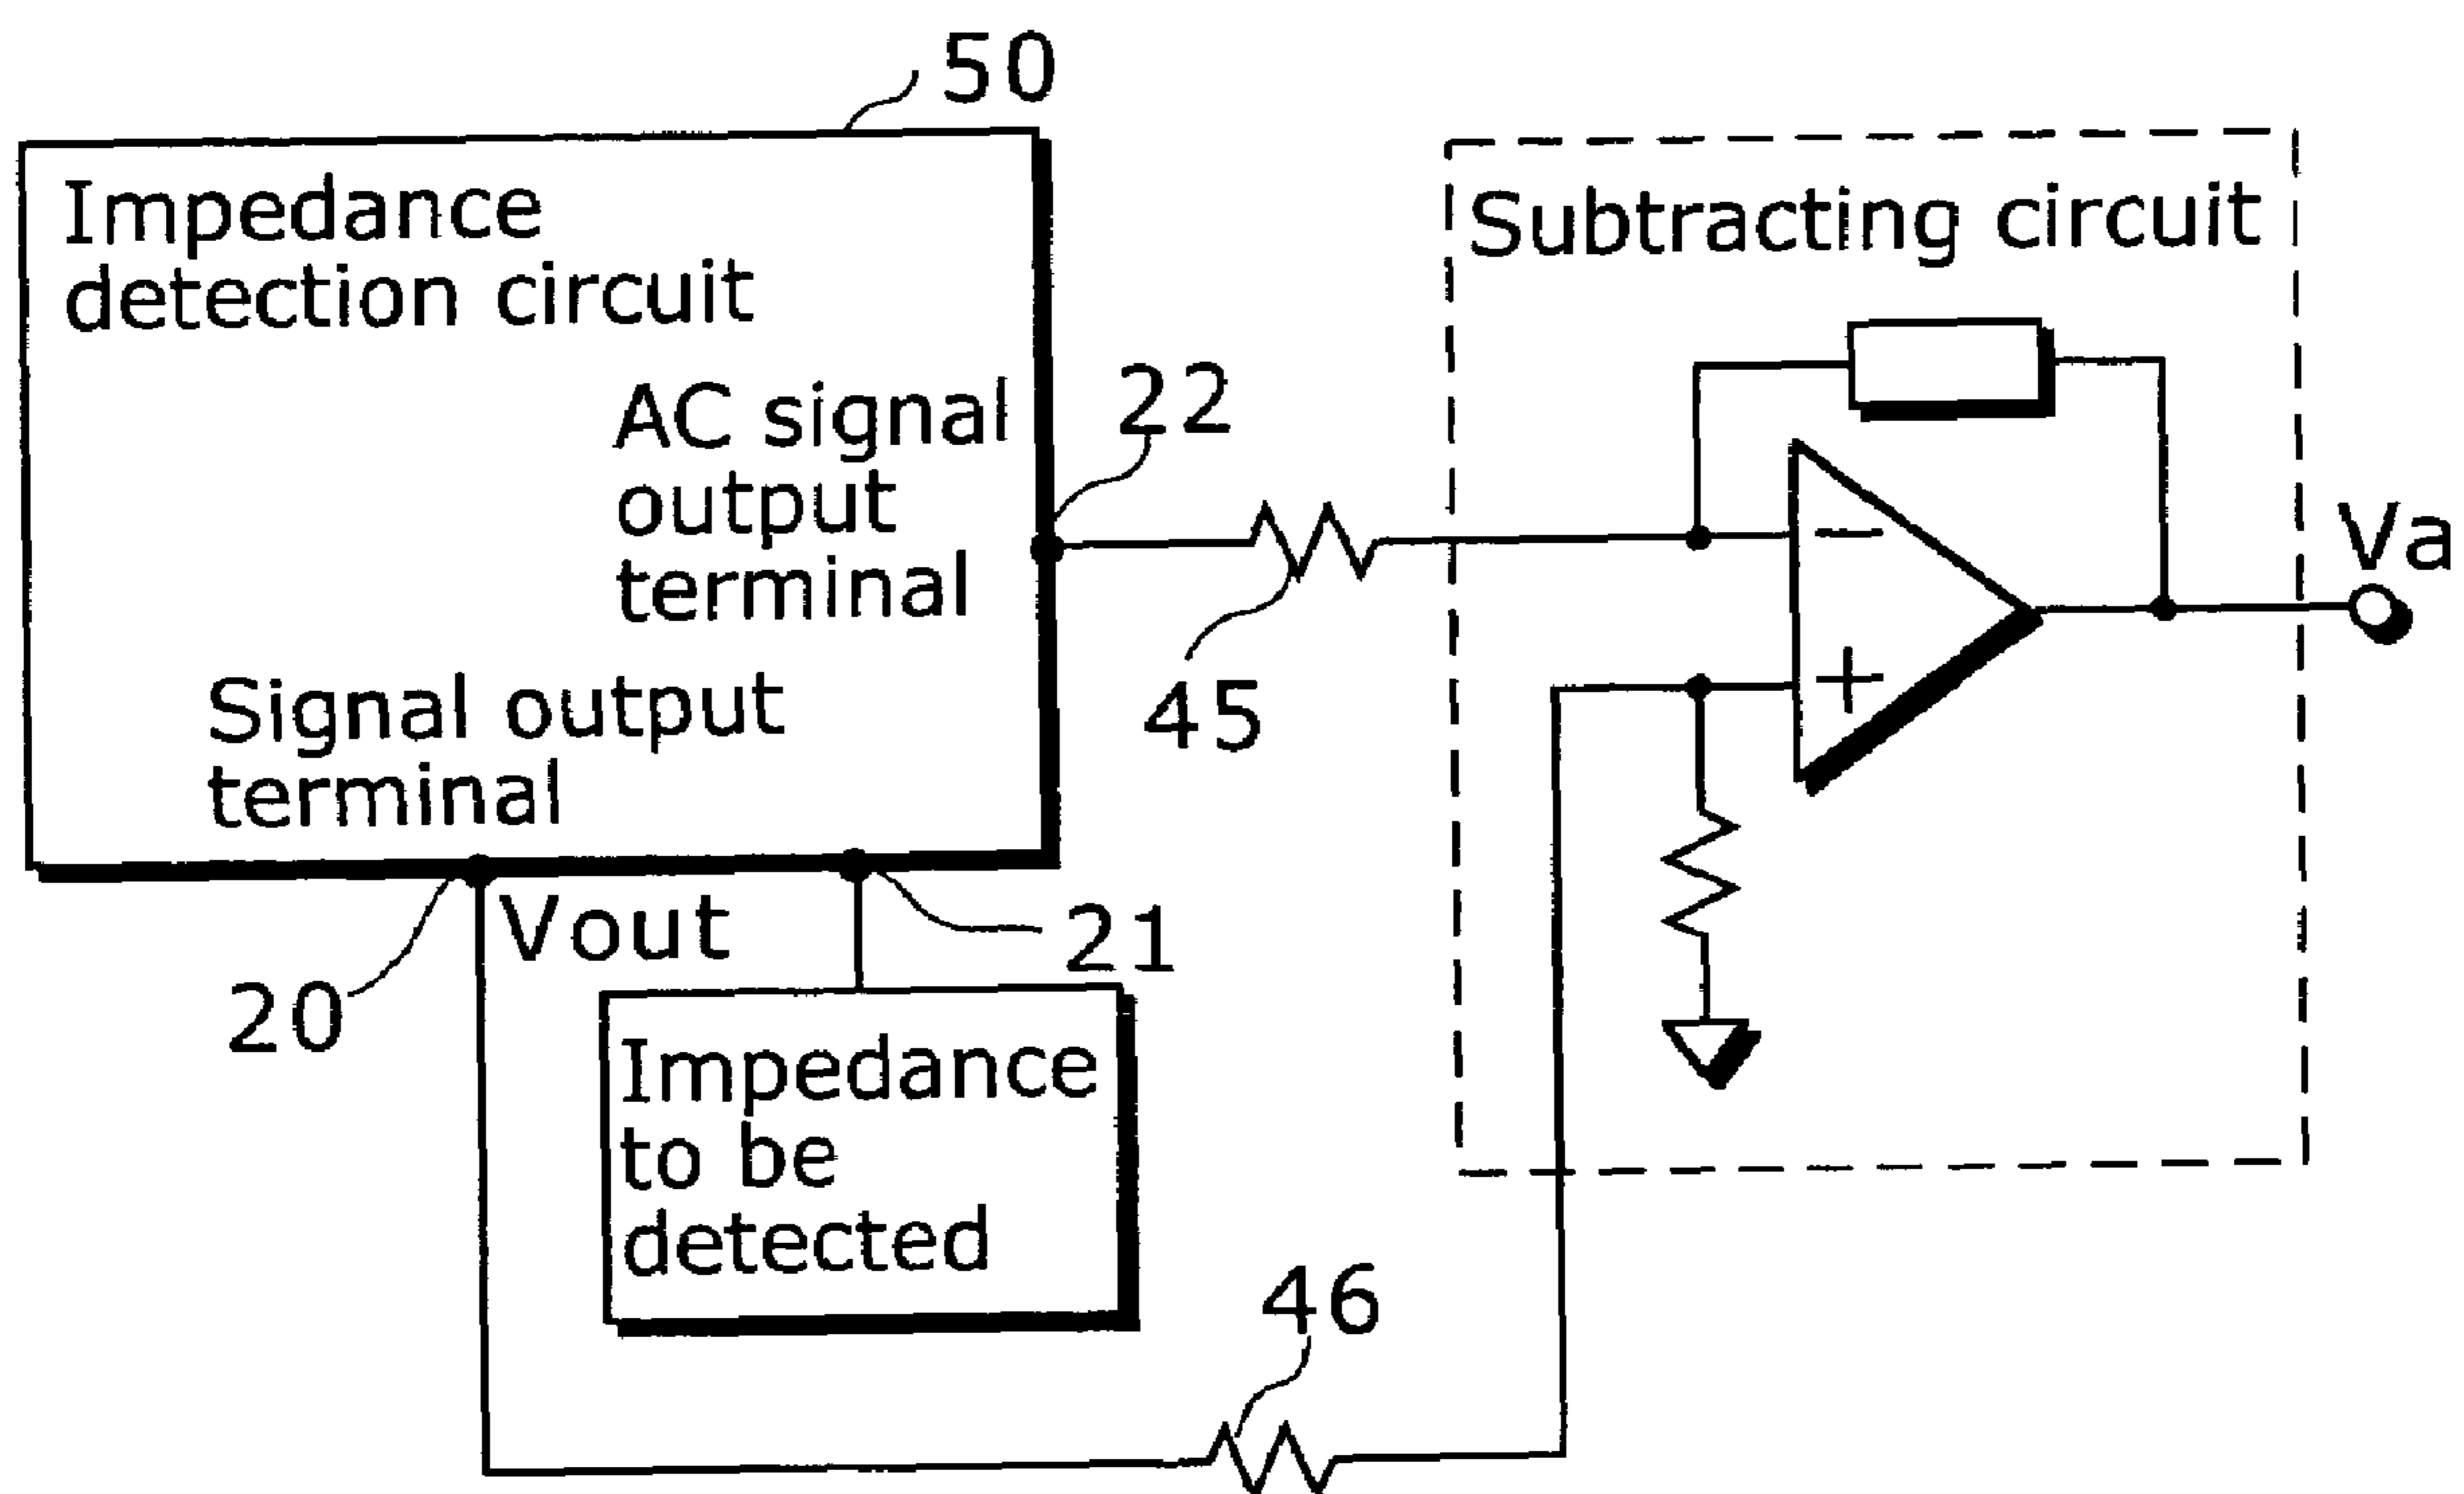 50
Impedance
detection circuit
Subtracting circuit
AC signal
output
terminal
22
Va
−
+
45
Signal output
terminal
Vout
21
20
Impedance
to be
detected
46